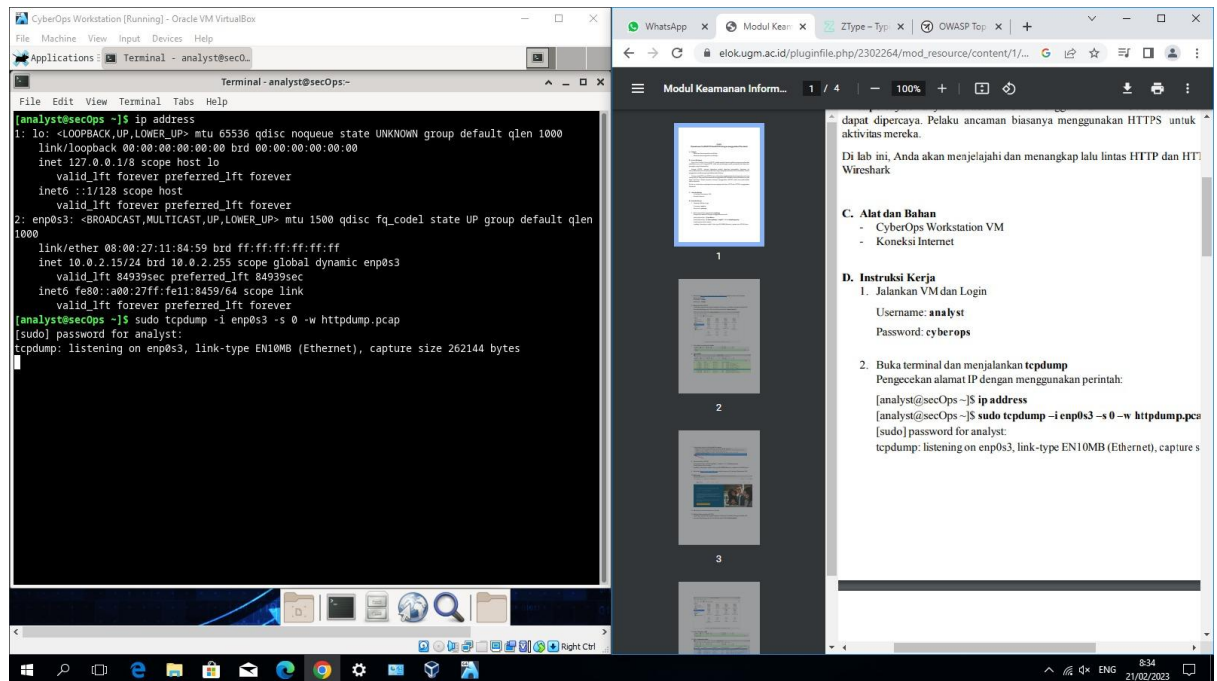 CyberOps Workstation [Running] - Oracle VM VirtualBox
File Machine View Input Devices Help
Applications : Terminal - analyst@secO...
Terminal - analyst@secOps:~
File Edit View Terminal Tabs Help
[analyst@secOps ~]$ ip address
1: lo: <LOOPBACK,UP,LOWER_UP> mtu 65536 qdisc noqueue state UNKNOWN group default qlen 1000
link/loopback 00:00:00:00:00:00 brd 00:00:00:00:00:00
inet 127.0.0.1/8 scope host lo
valid_lft forever preferred_lft forever
inet6 ::1/128 scope host
valid_lft forever preferred_lft forever
2: enp0s3: <BROADCAST,MULTICAST,UP,LOWER_UP> mtu 1500 qdisc fq_codel state UP group default qlen
1000
link/ether 08:00:27:11:84:59 brd ff:ff:ff:ff:ff:ff
inet 10.0.2.15/24 brd 10.0.2.255 scope global dynamic enp0s3
valid_lft 84939sec preferred_lft 84939sec
inet6 fe80::a00:27ff:fe11:8459/64 scope link
valid_lft forever preferred_lft forever
[analyst@secOps ~]$ sudo tcpdump -i enp0s3 -s 0 -w httpdump.pcap
[sudo] password for analyst:
tcpdump: listening on enp0s3, link-type EN10MB (Ethernet), capture size 262144 bytes
Right Ctrl
WhatsApp
Modul Kean
ZType – Typ
OWASP Top
elok.ugm.ac.id/pluginfile.php/2302264/mod_resource/content/1/...
Modul Keamanan Inform... 1 / 4 100%
1
2
3
dapat dipercaya. Pelaku ancaman biasanya menggunakan HTTPS untuk
aktivitas mereka.
Di lab ini, Anda akan menjelajahi dan menangkap lalu lintas HTTP dan HTT
Wireshark
C. Alat dan Bahan
- CyberOps Workstation VM
- Koneksi Internet
D. Instruksi Kerja
1. Jalankan VM dan Login
Username: analyst
Password: cyberops
2. Buka terminal dan menjalankan tcpdump
Pengecekan alamat IP dengan menggunakan perintah:
[analyst@secOps ~]$ ip address
[analyst@secOps ~]$ sudo tcpdump –i enp0s3 –s 0 –w httpdump.pca
[sudo] password for analyst:
tcpdump: listening on enp0s3, link-type EN10MB (Ethernet), capture s
ENG
8:34
21/02/2023